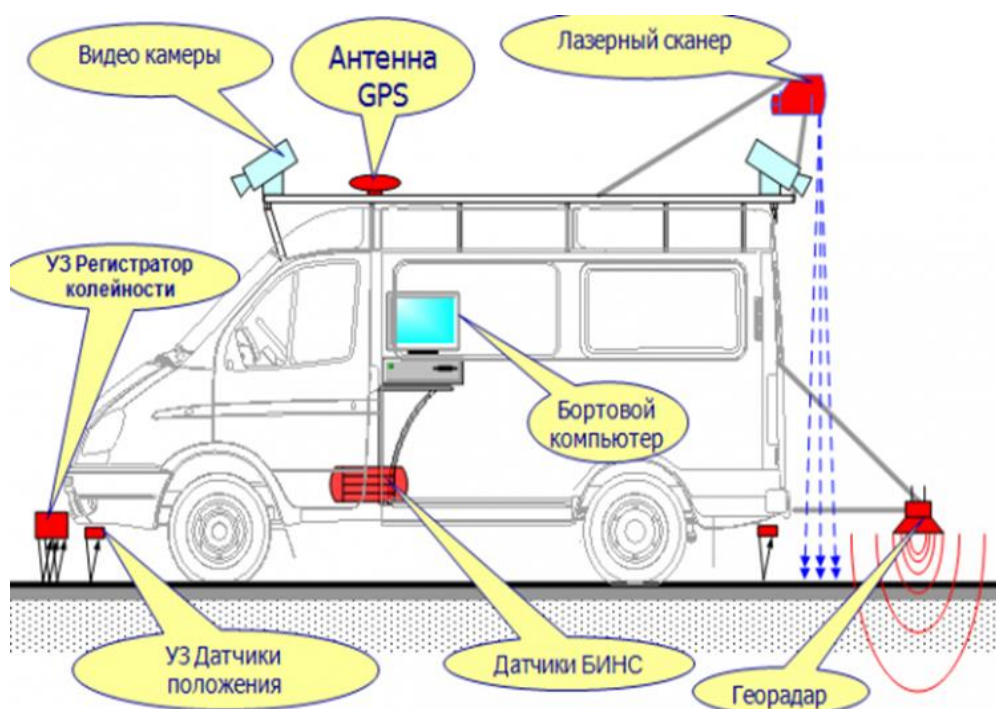 Видео камеры
Антенна
GPS
Лазерный сканер
УЗ Регистратор
колейности
Бортовой
компьютер
УЗ Датчики
положения
Датчики БИНС
Георадар